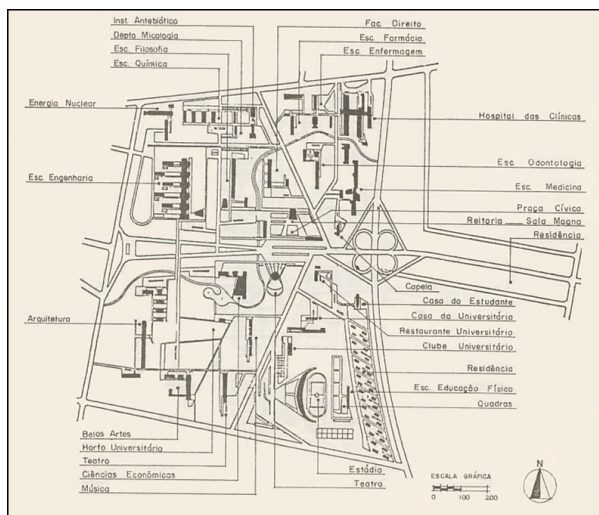 Inst. Antebiótico
Depto Micologia
Esc. Filosofia
Esc. Química
Energia Nuclear
Esc. Engenharia
Arquitetura
Belas Artes
Horto Universitário
Teatro
Ciências Econômicas
Música
Fac. Direito
Esc. Farmácia
Esc. Enfermagem
Hospital das Clínicas
Esc. Odontologia
Esc. Medicina
Praça Cívica
Reitoria __ Sala Magna
Residência
Capela
Casa do Estudante
Casa da Universitária
Restaurante Universitário
Clube Universitário
Residência
Esc. Educação Física
Quadras
Estádio
Teatro
ESCALA GRÁFICA
0 100 200
N